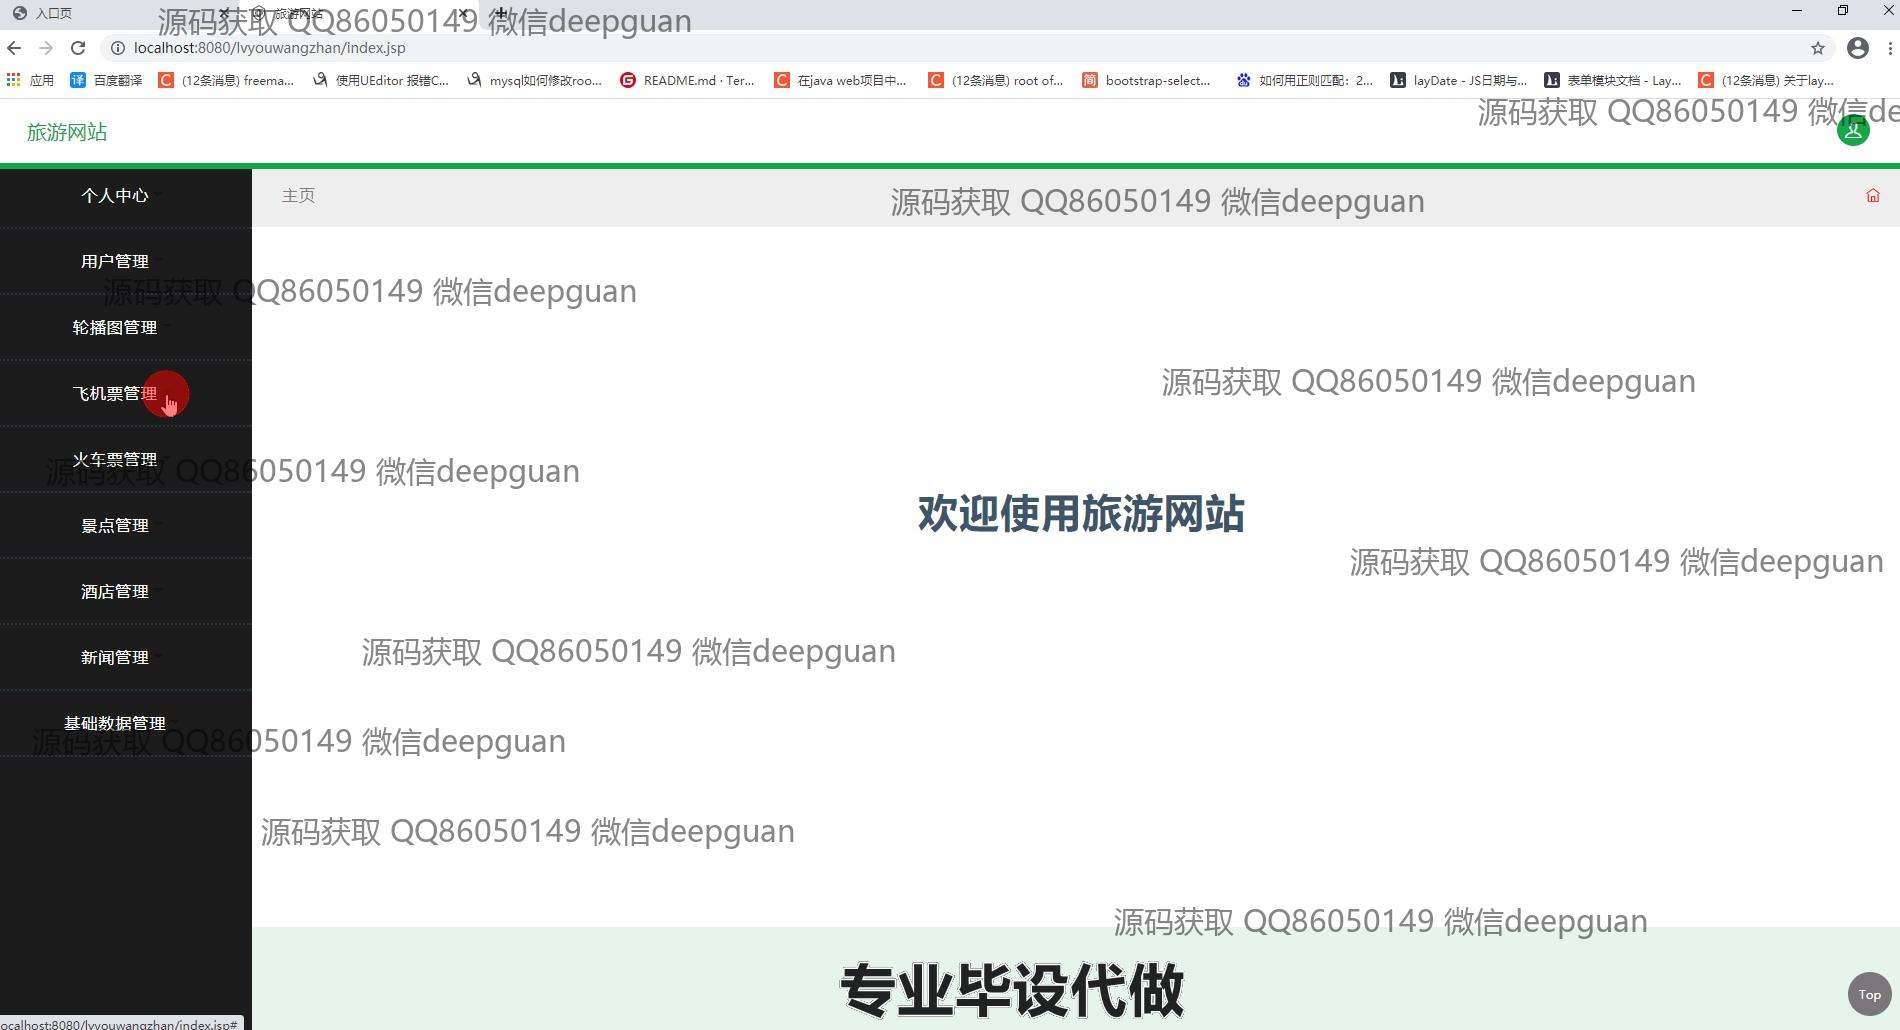 入口页
旅游网站
源码获取 QQ86050149 微信deepguan
localhost:8080/lvyouwangzhan/index.jsp
应用 百度翻译 (12条消息) freema... 使用UEditor 报错C... mysql如何修改roo... README.md · Ter... 在java web项目中... (12条消息) root of... bootstrap-select... 如何用正则匹配：2... layDate - JS日期与... 表单模块文档 - Lay... (12条消息) 关于lay...
源码获取 QQ86050149 微信de
旅游网站
个人中心
主页
源码获取 QQ86050149 微信deepguan
用户管理
源码获取 QQ86050149 微信deepguan
轮播图管理
源码获取 QQ86050149 微信deepguan
飞机票管理
火车票管理
源码获取 QQ86050149 微信deepguan
欢迎使用旅游网站
景点管理
源码获取 QQ86050149 微信deepguan
酒店管理
新闻管理
源码获取 QQ86050149 微信deepguan
基础数据管理
源码获取 QQ86050149 微信deepguan
源码获取 QQ86050149 微信deepguan
源码获取 QQ86050149 微信deepguan
专业毕设代做
Top
ocalhost:8080/lvyouwangzhan/index.jsp#